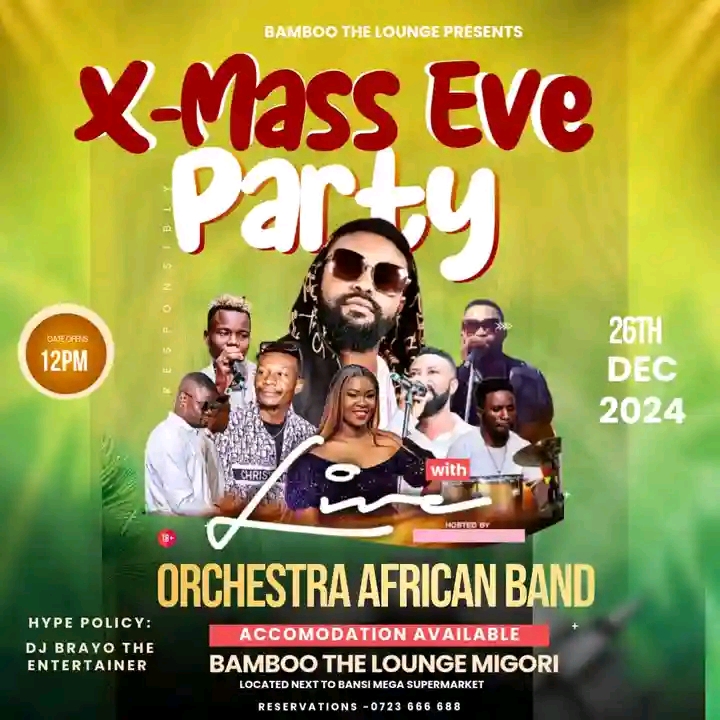 BAMBOO THE LOUNGE PRESENTS
X-Mass Eve
Party
RESPONSIBLY
DATE OPENS
12PM
26TH
DEC
2024
CHRIS
with
Live
HOSTED BY
18+
ORCHESTRA AFRICAN BAND
HYPE POLICY:
DJ BRAYO THE
ENTERTAINER
ACCOMODATION AVAILABLE
BAMBOO THE LOUNGE MIGORI
LOCATED NEXT TO BANSI MEGA SUPERMARKET
RESERVATIONS -0723 666 688